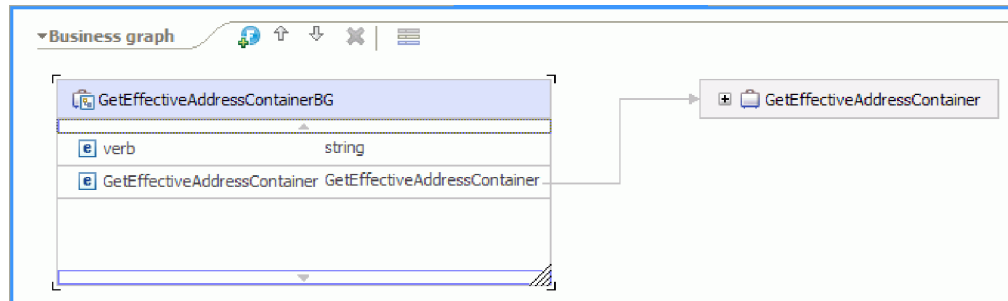 Business graph
GetEffectiveAddressContainerBG
GetEffectiveAddressContainer
verb string
GetEffectiveAddressContainer GetEffectiveAddressContainer